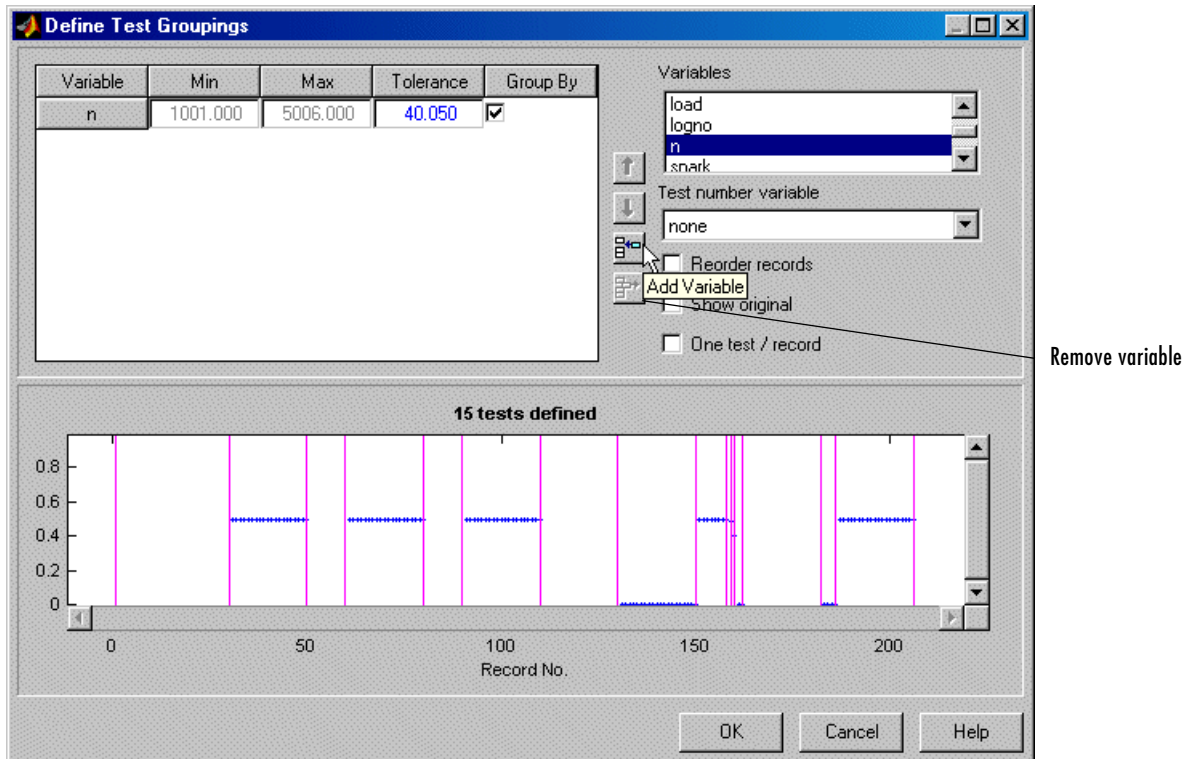 Define Test Groupings
Variable Min Max Tolerance Group By
n 1001.000 5006.000 40.050
Variables
load
logno
n
spark
Test number variable
none
Reorder records
Add Variable
Show original
One test / record
Remove variable
15 tests defined
0.8
0.6
0.4
0.2
0
0 50 100 150 200
Record No.
OK Cancel Help